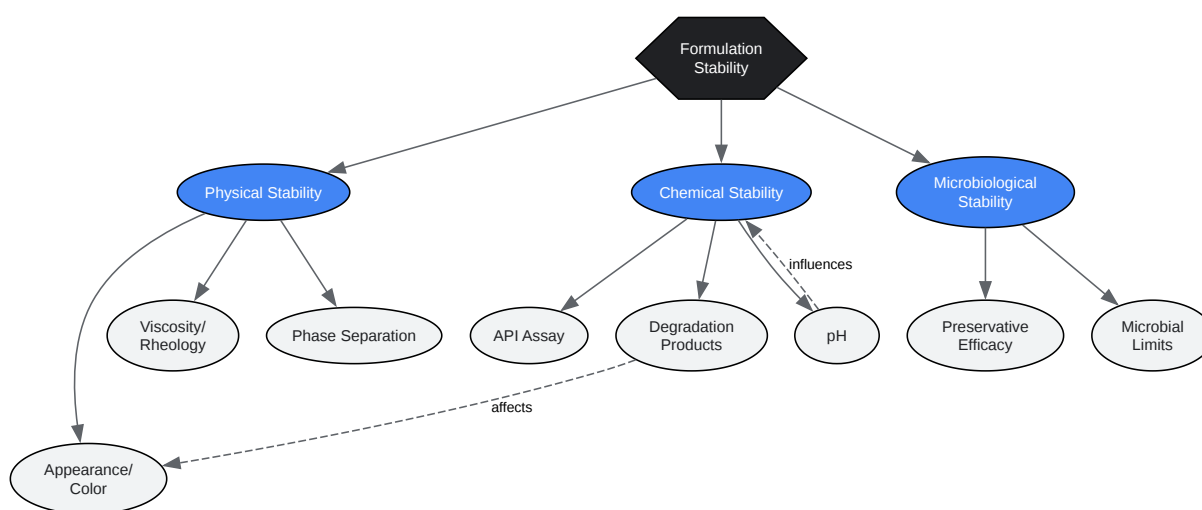 Formulation
Stability
Physical Stability
Chemical Stability
Microbiological
Stability
influences
Viscosity/
Rheology
Phase Separation
API Assay
Degradation
Products
pH
Preservative
Efficacy
Microbial
Limits
affects
Appearance/
Color